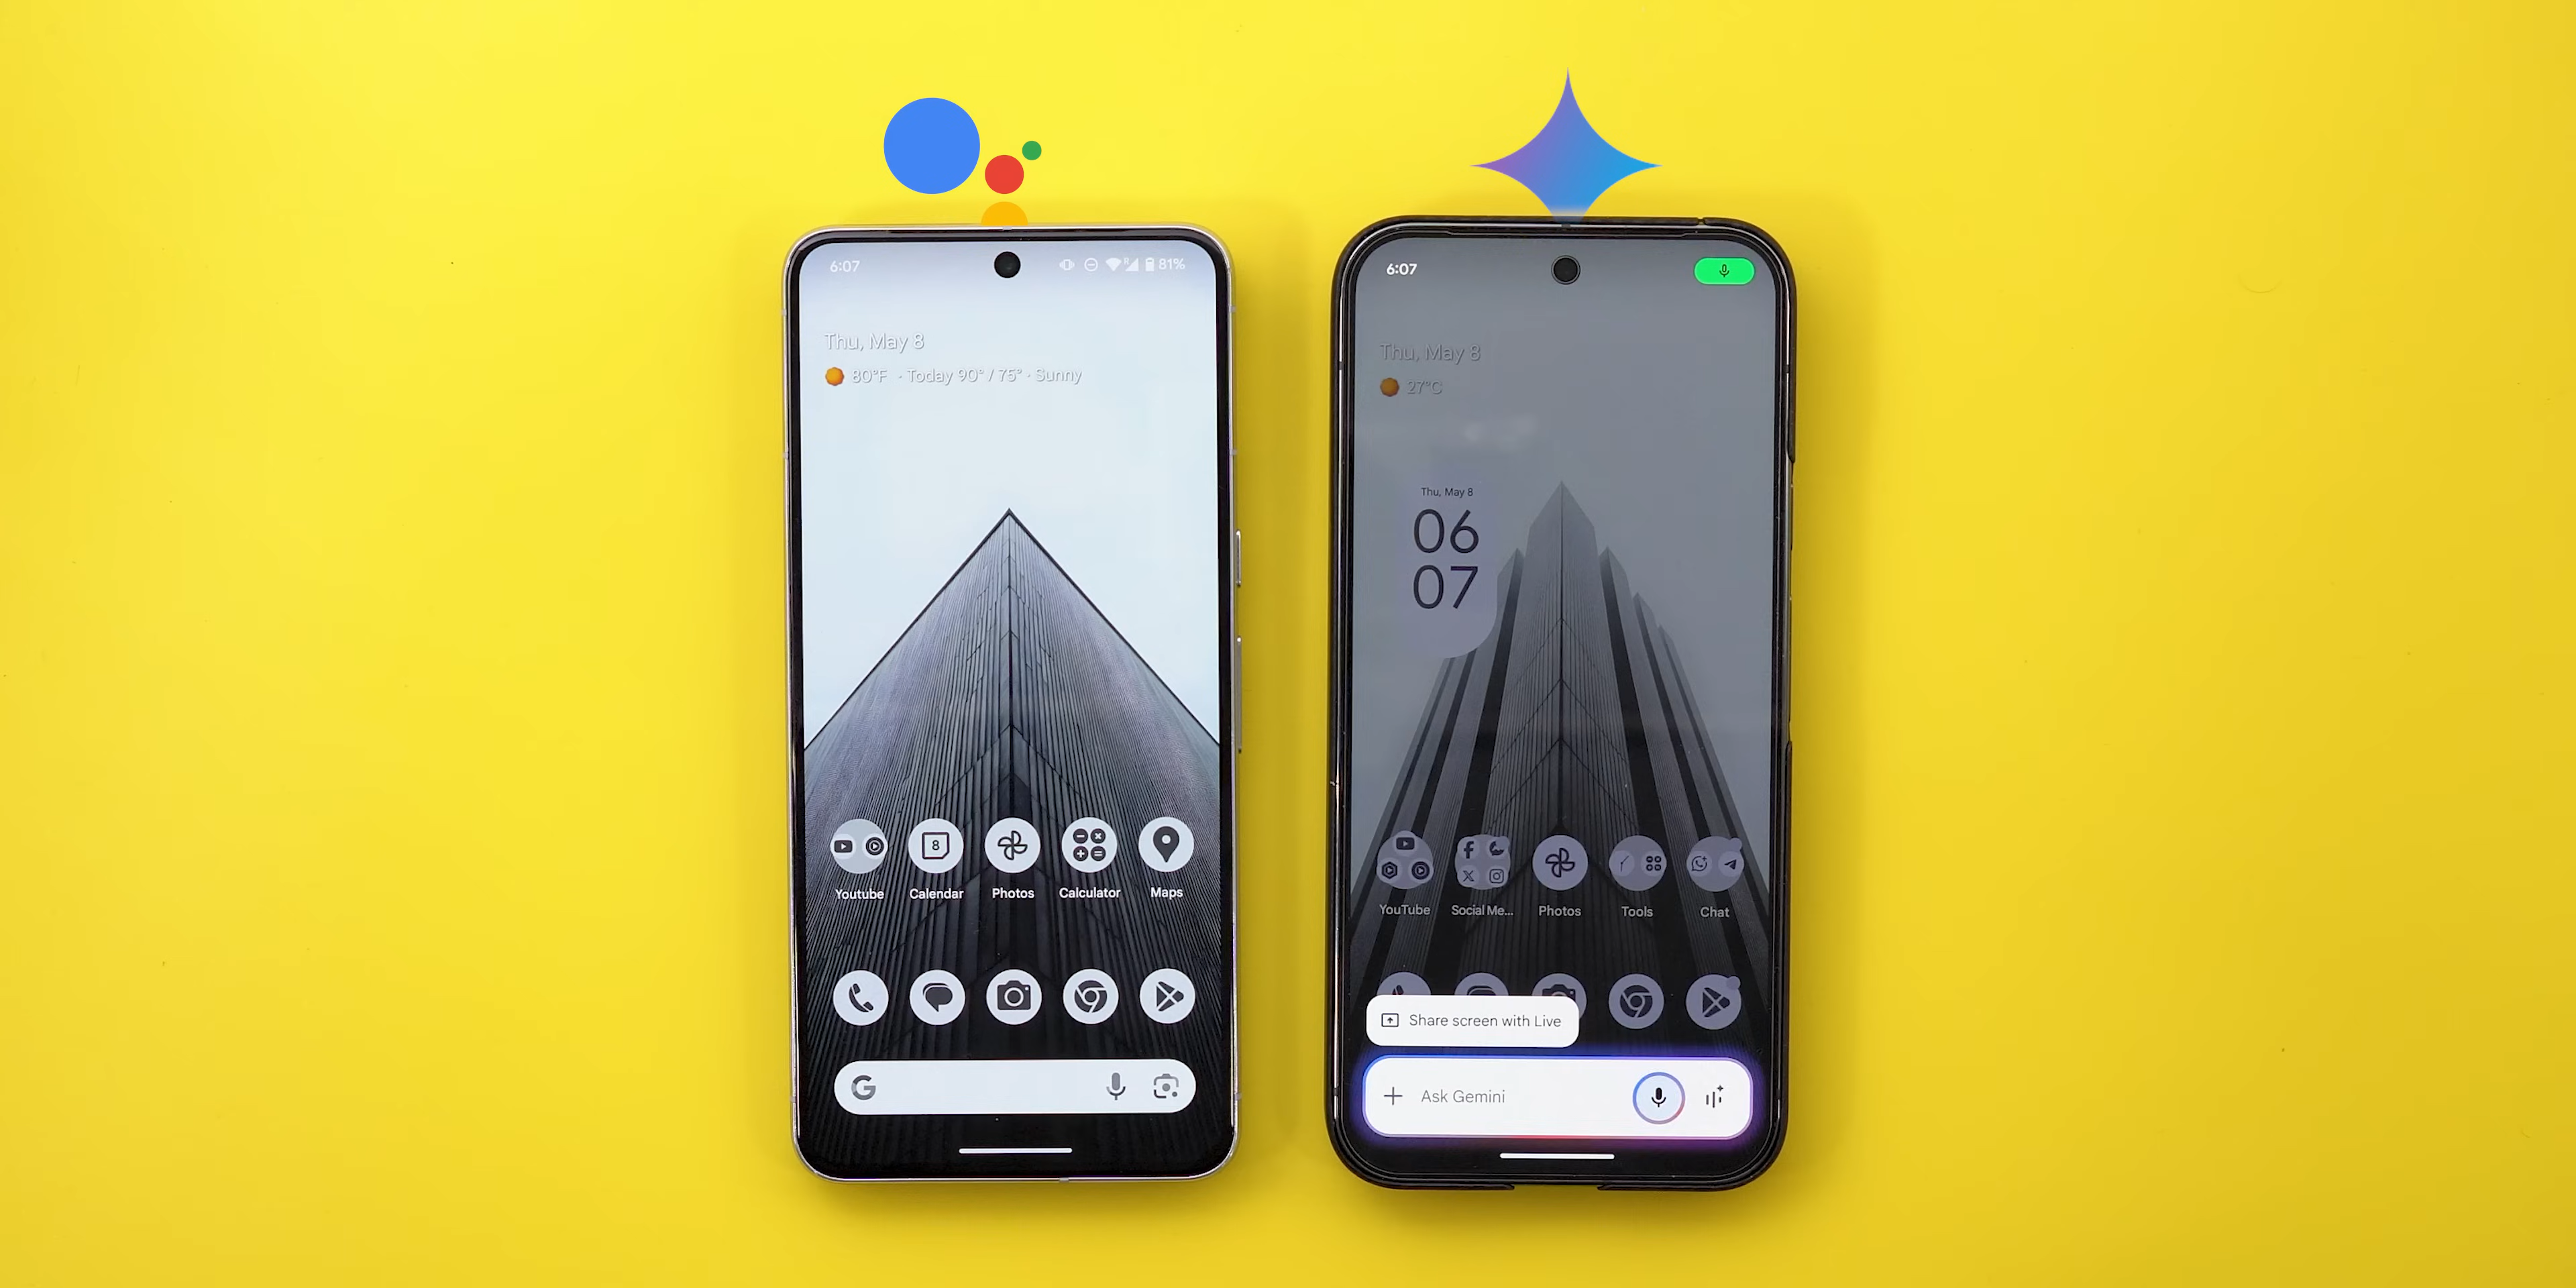 6:07
81%
Thu, May 8
80°F · Today 90° / 75° · Sunny
8
Youtube
Calendar
Photos
Calculator
Maps
G
6:07
Thu, May 8
27°C
Thu, May 8
06
07
YouTube
Social Me...
Photos
Tools
Chat
Share screen with Live
Ask Gemini